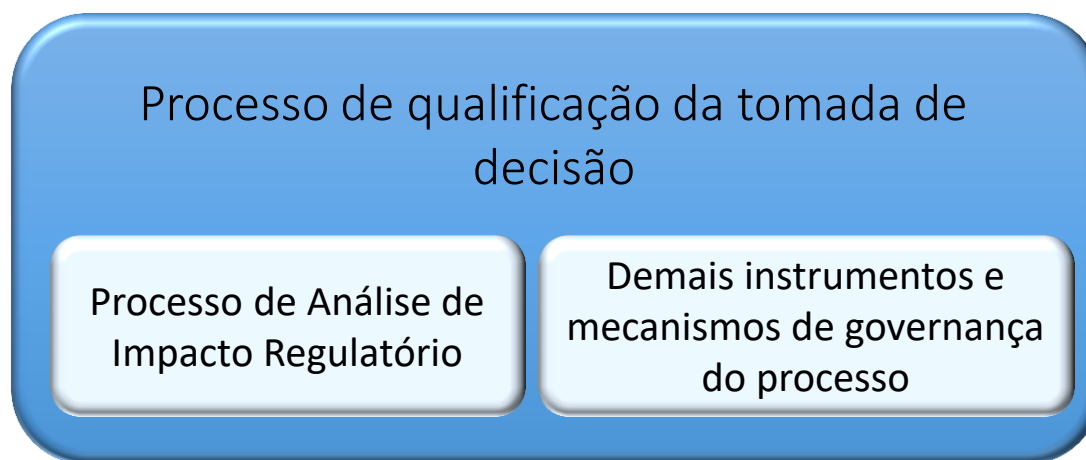 Processo de qualificação da tomada de
decisão
Processo de Análise de
Impacto Regulatório
Demais instrumentos e
mecanismos de governança
do processo